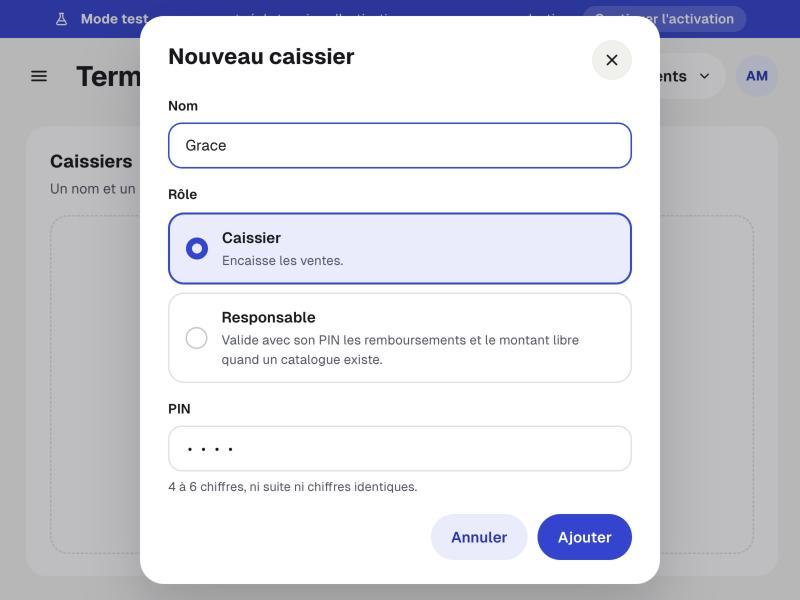 Mode test
l'activation
Nouveau caissier
Term
AM
Nom
Grace
Caissiers
Un nom et un
Rôle
Caissier
Encaisse les ventes.
Responsable
Valide avec son PIN les remboursements et le montant libre
quand un catalogue existe.
PIN
• • • •
4 à 6 chiffres, ni suite ni chiffres identiques.
Annuler
Ajouter